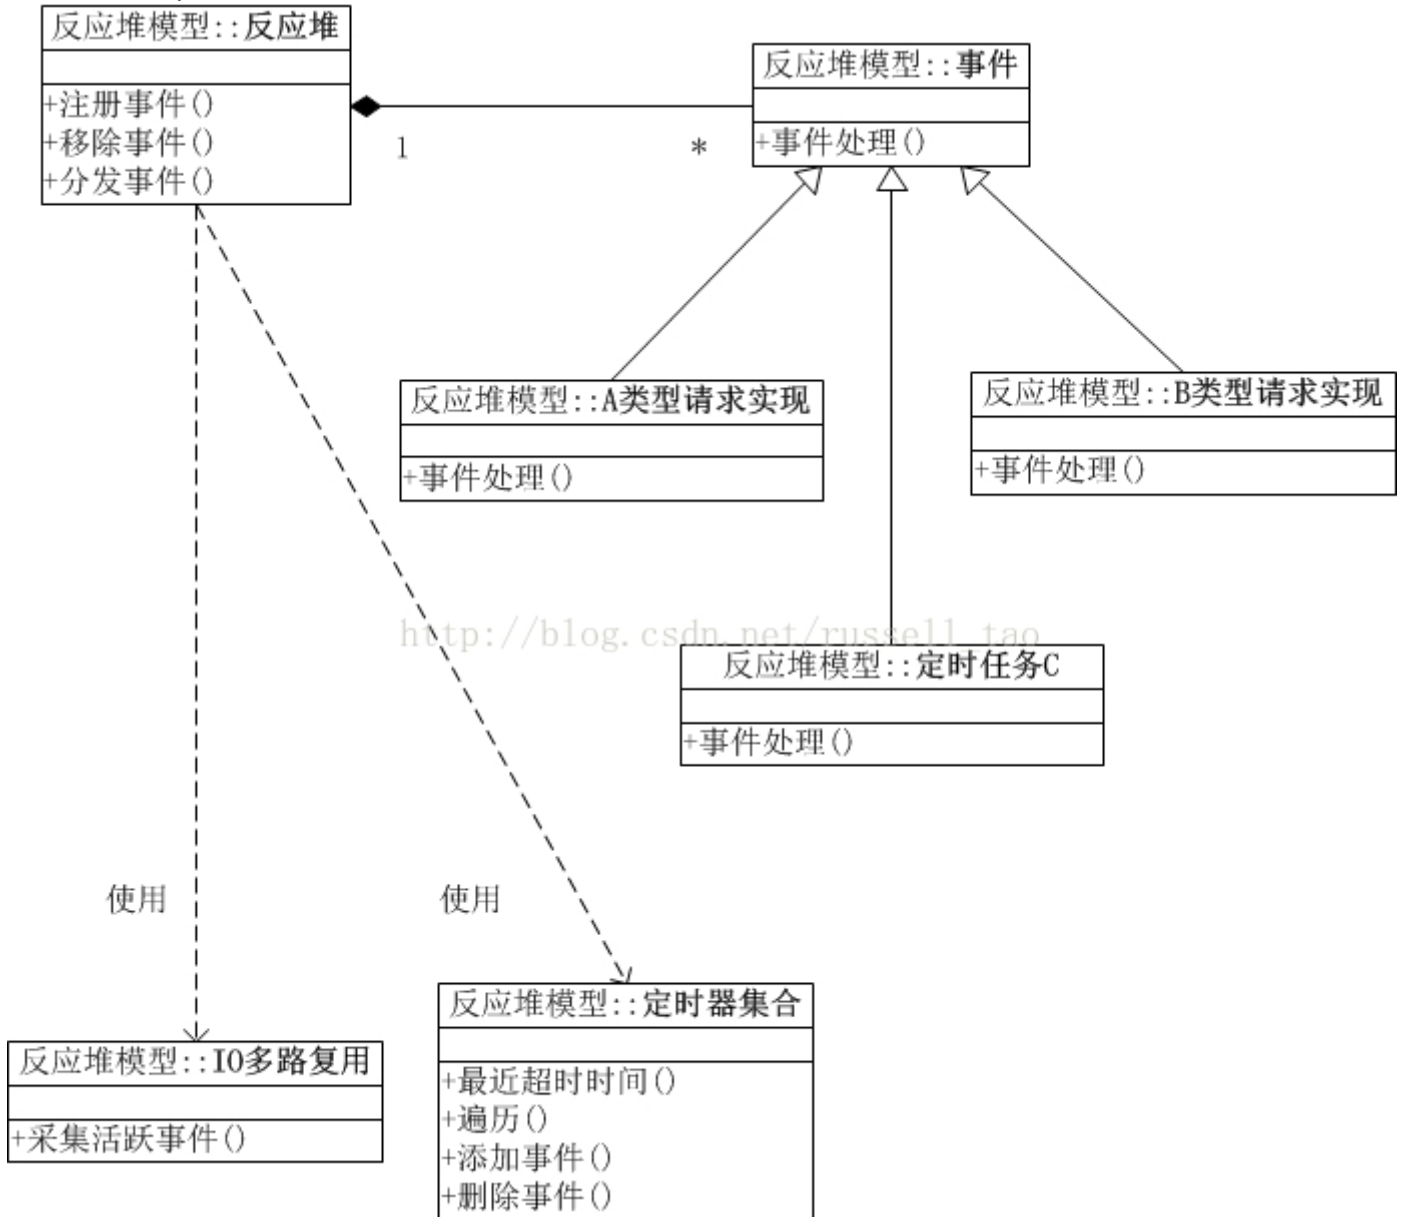 反应堆模型::反应堆
+注册事件()
+移除事件()
+分发事件()
1
*
反应堆模型::事件
+事件处理()
反应堆模型::A类型请求实现
+事件处理()
反应堆模型::B类型请求实现
+事件处理()
http://blog.csdn.net/russell_tao
反应堆模型::定时任务C
+事件处理()
使用
使用
反应堆模型::IO多路复用
+采集活跃事件()
反应堆模型::定时器集合
+最近超时时间()
+遍历()
+添加事件()
+删除事件()